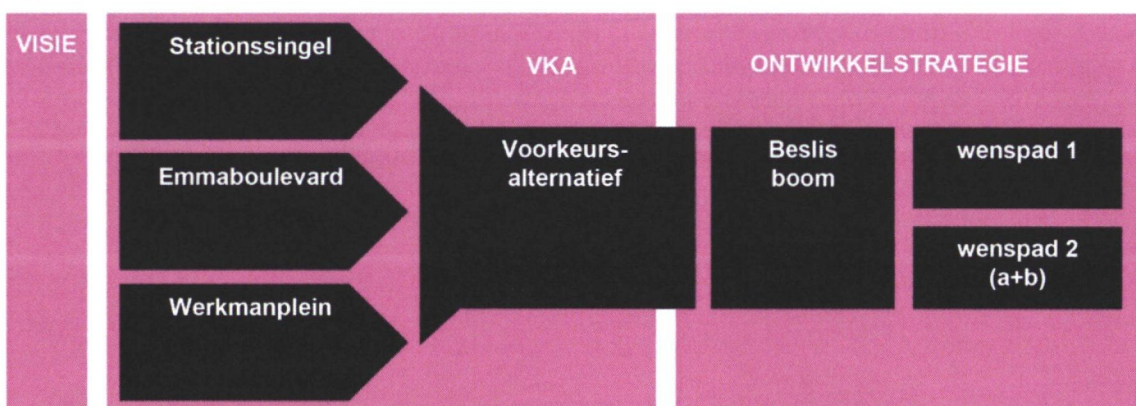 VISIE
Stationssingel
Emmaboulevard
Werkmanplein
VKA
Voorkeurs-
alternatief
ONTWIKKELSTRATEGIE
Beslis
boom
wenspad 1
wenspad 2
(a+b)